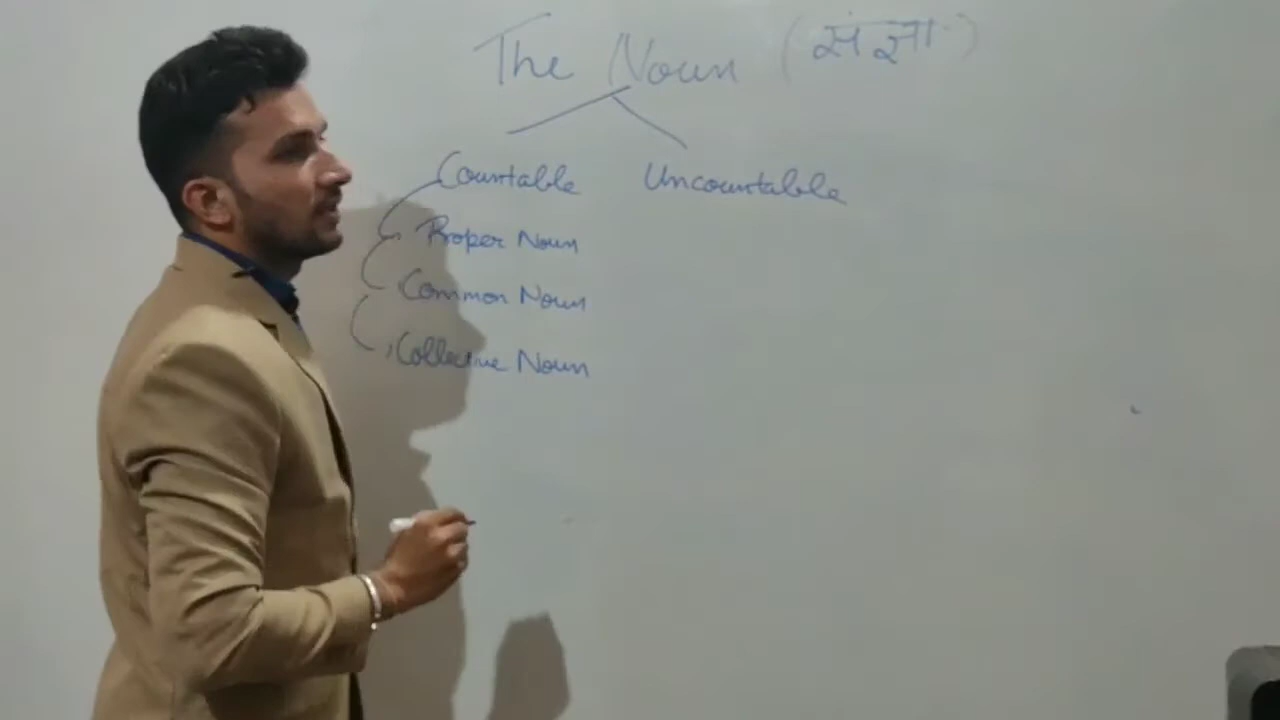 The Noun (संज्ञा)
Countable Uncountable
Proper Noun
Common Noun
Collective Noun